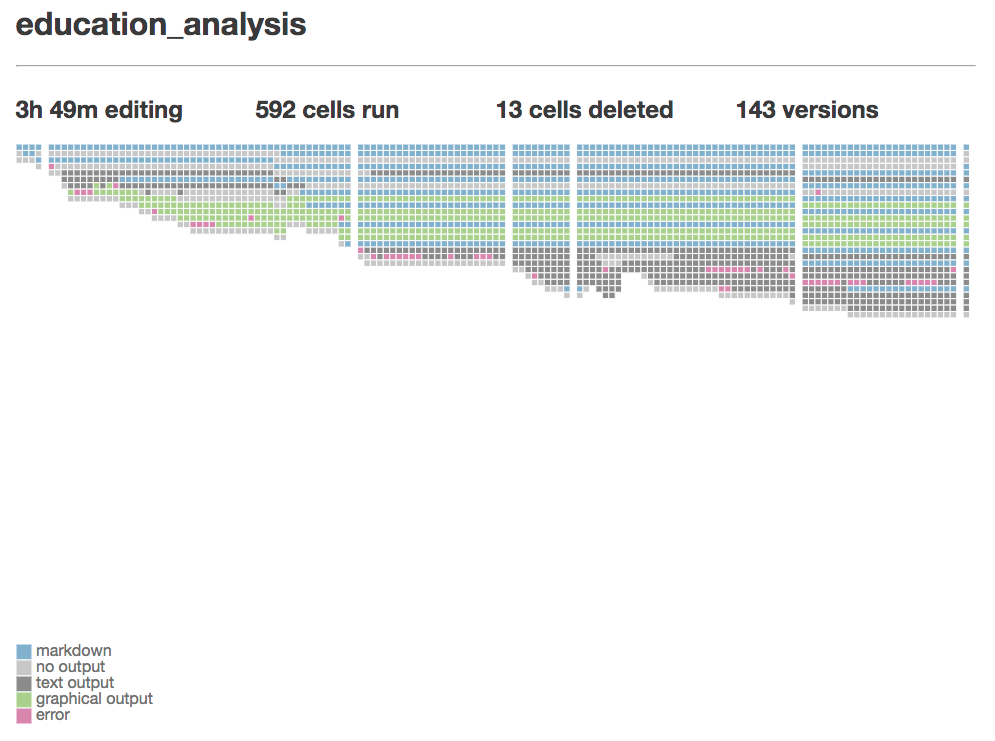 education_analysis
3h 49m editing 592 cells run 13 cells deleted 143 versions
markdown
no output
text output
graphical output
error